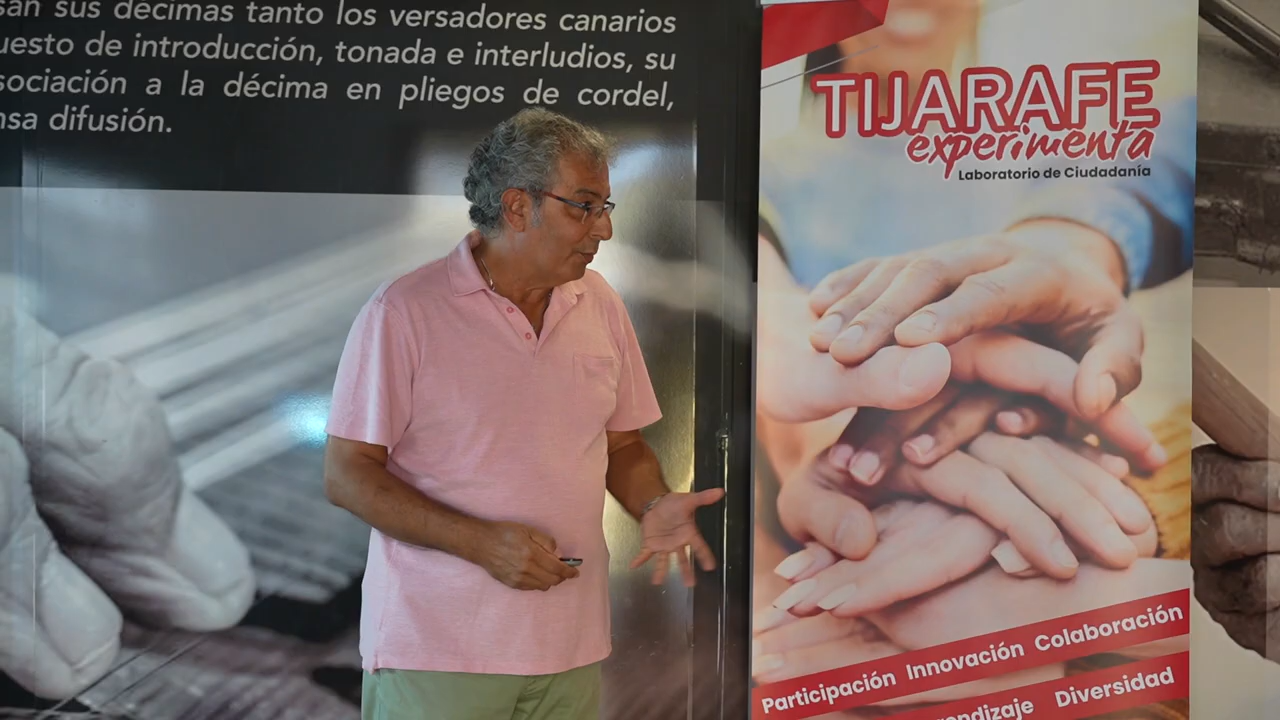 san sus décimas tanto los versadores canarios
uesto de introducción, tonada e interludios, su
sociación a la décima en pliegos de cordel,
nsa difusión.
TIJARAFE
experimenta
Laboratorio de Ciudadanía
Participación Innovación Colaboración
endizaje Diversidad